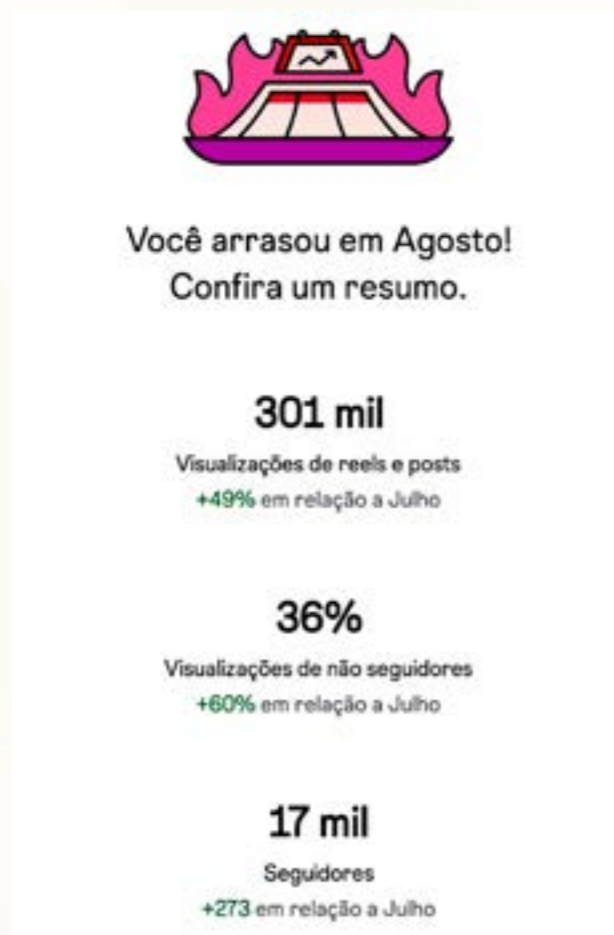 Você arrasou em Agosto!
Confira um resumo.
301 mil
Visualizações de reels e posts
+49% em relação a Julho
36%
Visualizações de não seguidores
+60% em relação a Julho
17 mil
Seguidores
+273 em relação a Julho